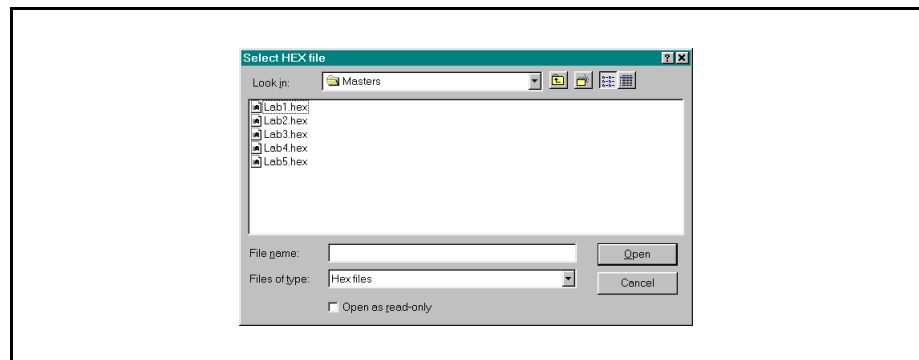 Select HEX file
Look in: Masters
Lab1.hex
Lab2.hex
Lab3.hex
Lab4.hex
Lab5.hex
File name: Open
Files of type: Hex files Cancel
Open as read-only